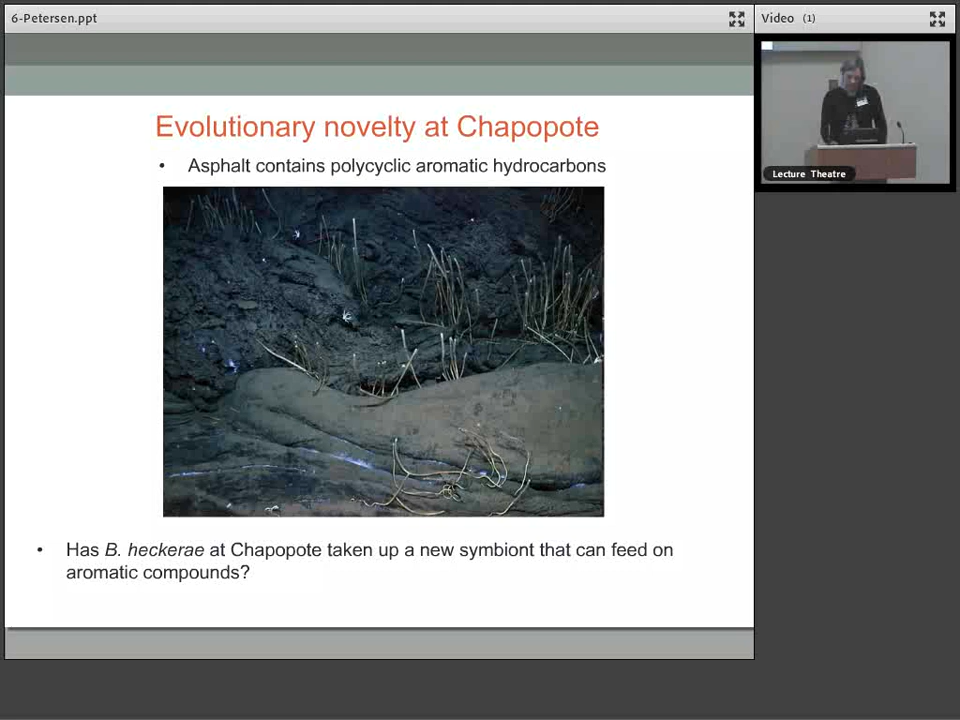 6-Petersen.ppt
Video (1)
Lecture Theatre
Evolutionary novelty at Chapopote
• Asphalt contains polycyclic aromatic hydrocarbons
• Has B. heckerae at Chapopote taken up a new symbiont that can feed on
aromatic compounds?